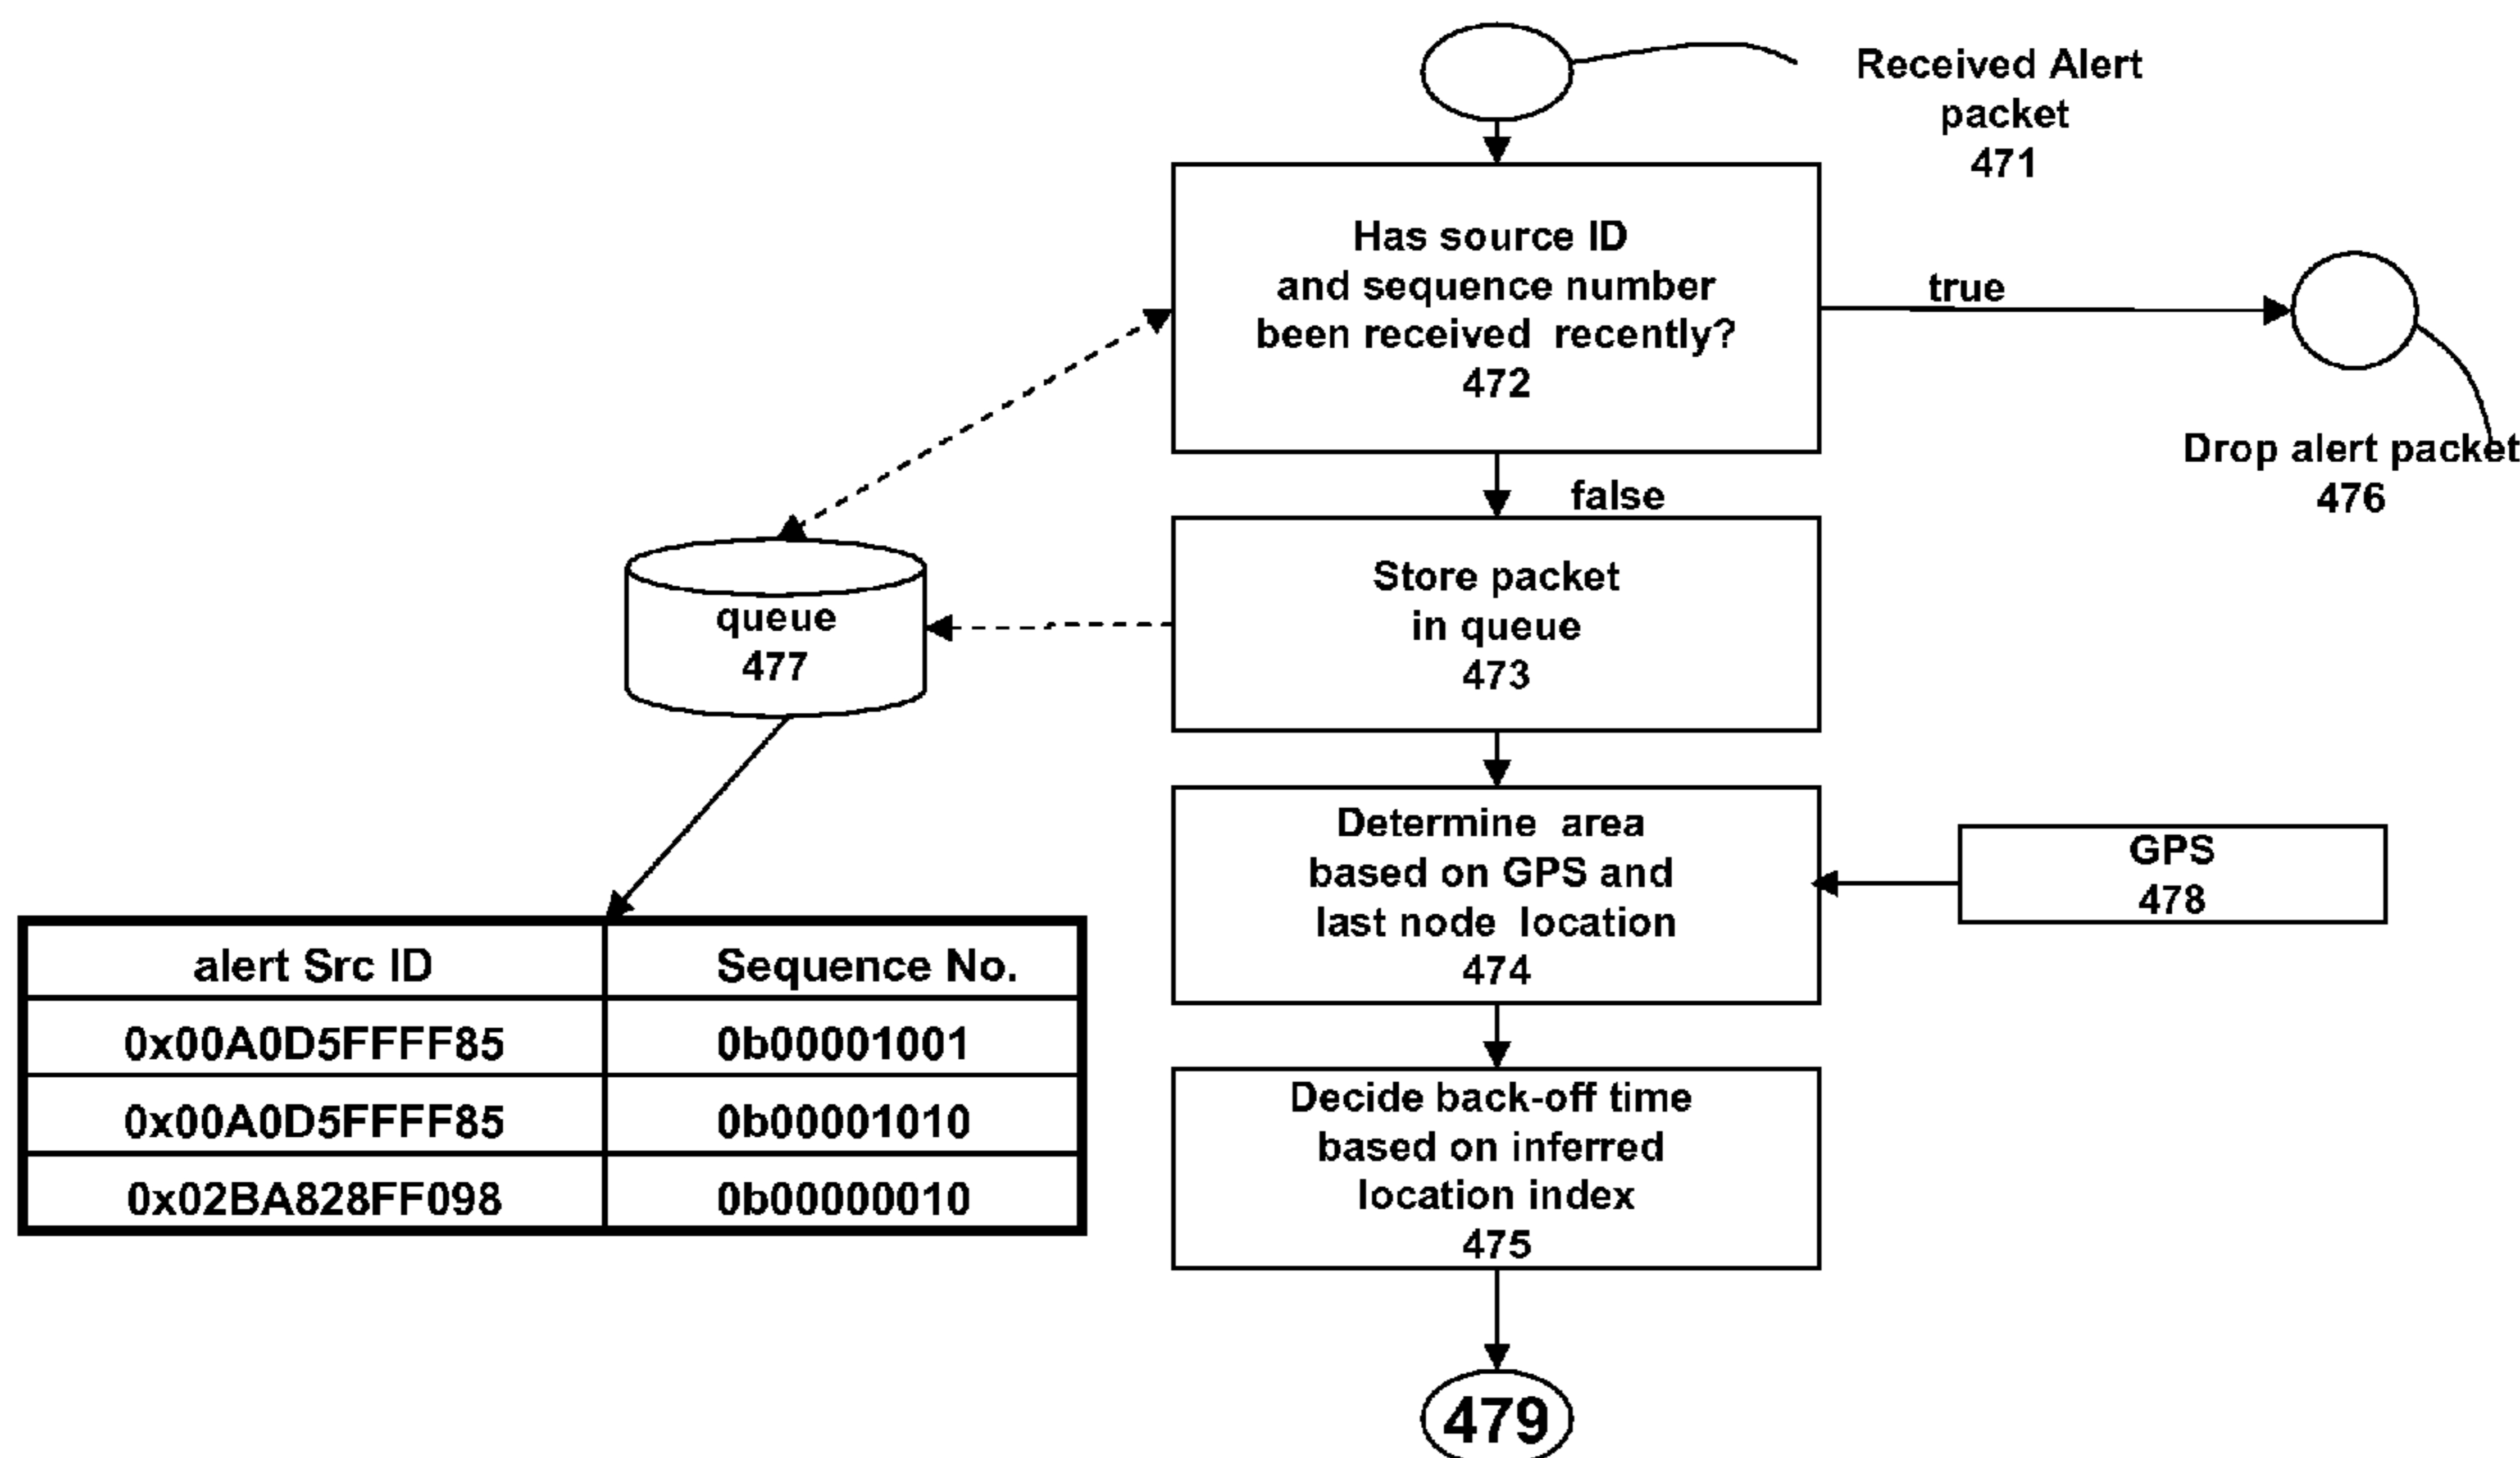 Received Alert
packet
471
Has source ID
and sequence number
been received recently?
472
true
Drop alert packet
476
false
Store packet
in queue
473
queue
477
Determine area
based on GPS and
last node location
474
GPS
478
alert Src ID Sequence No.
0x00A0D5FFFF85 0b00001001
0x00A0D5FFFF85 0b00001010
0x02BA828FF098 0b00000010
Decide back-off time
based on inferred
location index
475
479